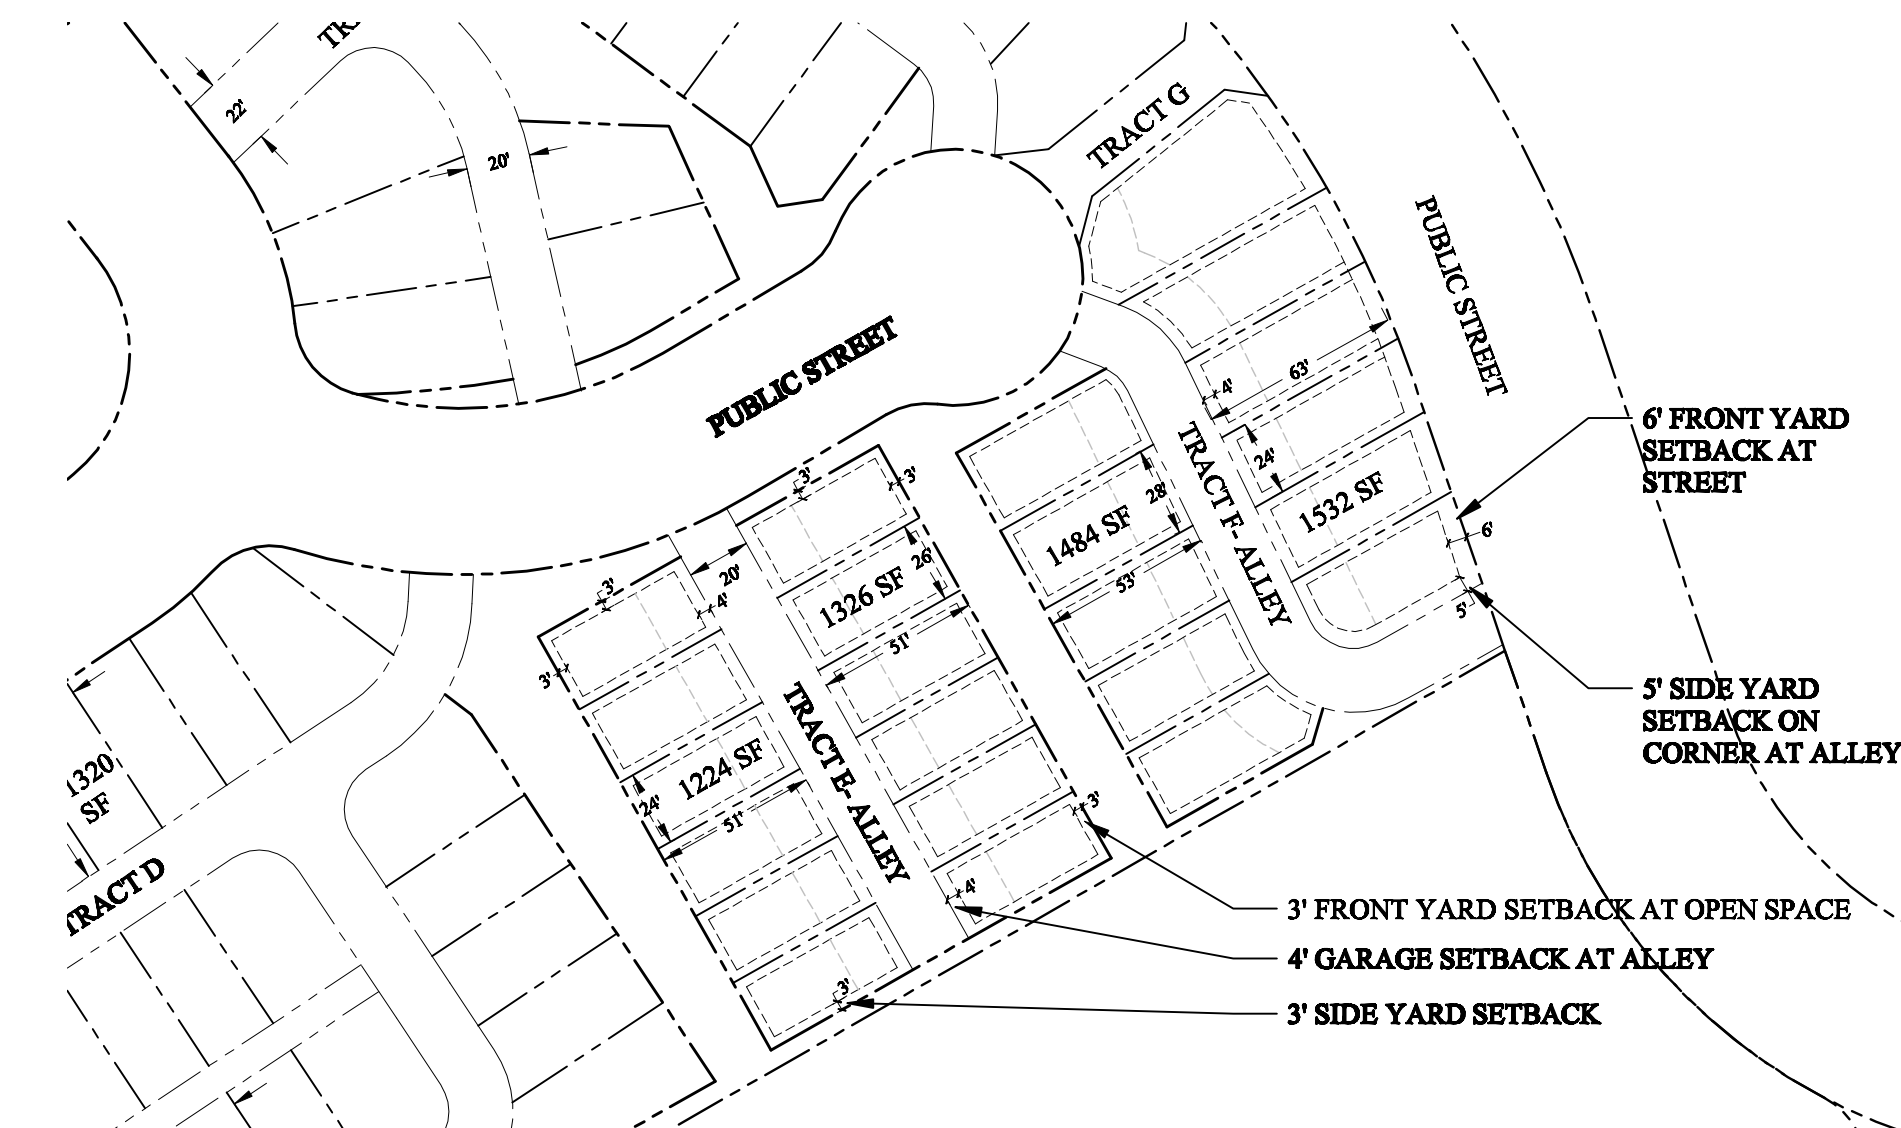 TR
22'
20'
TRACT G
PUBLIC STREET
PUBLIC STREET
63'
4'
24'
1532 SF
6' FRONT YARD
SETBACK AT
STREET
6'
5'
3'
3'
TRACT F- ALLEY
28'
1484 SF
53'
26'
1326 SF
51'
20'
4'
3'
3'
5' SIDE YARD
SETBACK ON
CORNER AT ALLEY
TRACT E- ALLEY
1224 SF
24'
51'
1320
SF
TRACT D
3'
4'
3'
3' FRONT YARD SETBACK AT OPEN SPACE
4' GARAGE SETBACK AT ALLEY
3' SIDE YARD SETBACK